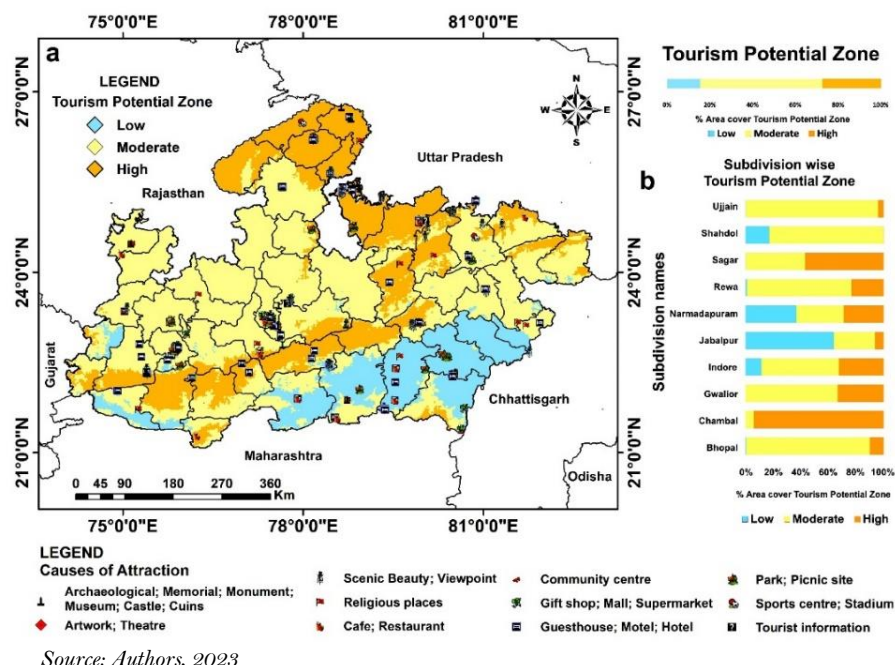 75°0'0"E 78°0'0"E 81°0'0"E
a
27°0'0"N
24°0'0"N
21°0'0"N
LEGEND
Tourism Potential Zone
Low
Moderate
High
N
W E
S
Uttar Pradesh
Rajasthan
Gujarat
Chhattisgarh
Maharashtra
Odisha
0 45 90 180 270 360
Km
27°0'0"N
24°0'0"N
21°0'0"N
75°0'0"E 78°0'0"E 81°0'0"E
Tourism Potential Zone
0% 20% 40% 60% 80% 100%
% Area cover Tourism Potential Zone
Low Moderate High
b
Subdivision wise
Tourism Potential Zone
Subdivision names
Ujjain
Shahdol
Sagar
Rewa
Narmadapuram
Jabalpur
Indore
Gwalior
Chambal
Bhopal
0% 20% 40% 60% 80% 100%
% Area cover Tourism Potential Zone
Low Moderate High
LEGEND
Causes of Attraction
Archaeological; Memorial; Monument;
Museum; Castle; Cuins
Artwork; Theatre
Scenic Beauty; Viewpoint
Religious places
Cafe; Restaurant
Community centre
Gift shop; Mall; Supermarket
Guesthouse; Motel; Hotel
Park; Picnic site
Sports centre; Stadium
Tourist information
Source: Authors, 2023